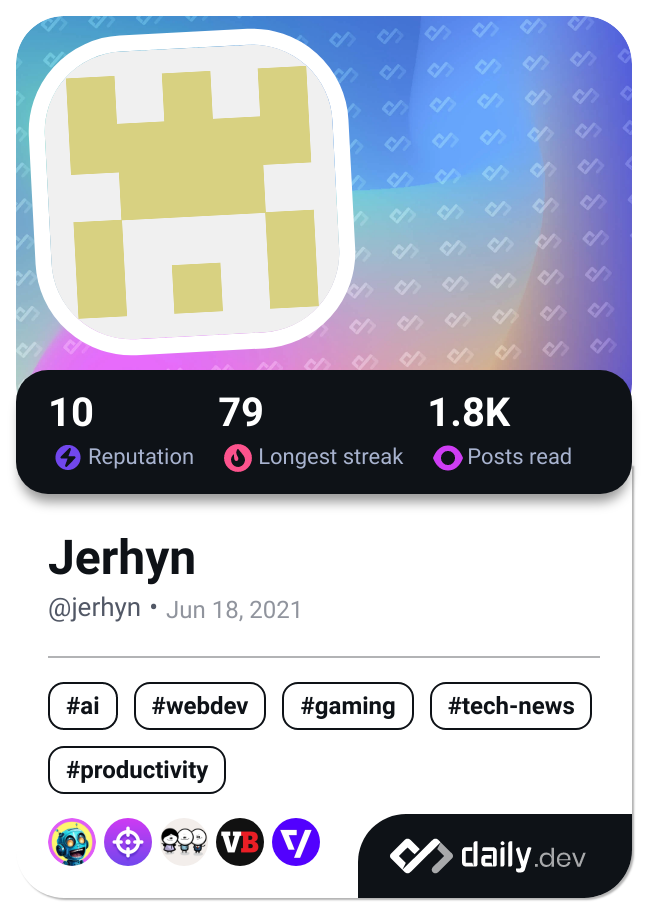 10 79 1.8K
Reputation Longest streak Posts read
Jerhyn
@jerhyn • Jun 18, 2021
#ai #webdev #gaming #tech-news
#productivity
VB
daily.dev